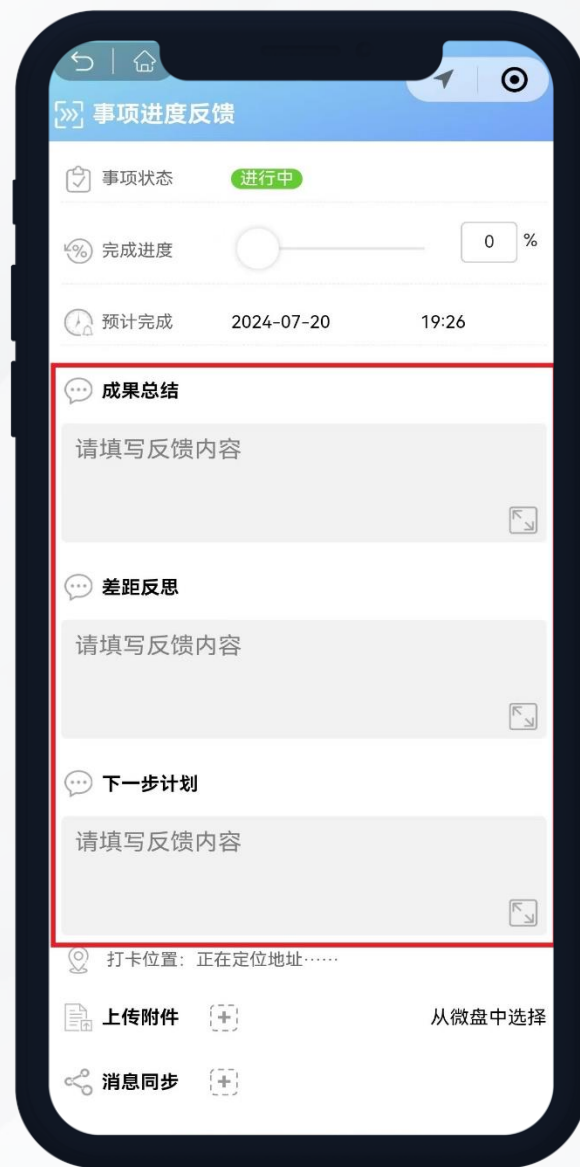 事项进度反馈
事项状态 进行中
完成进度 0 %
预计完成 2024-07-20 19:26
成果总结
请填写反馈内容
差距反思
请填写反馈内容
下一步计划
请填写反馈内容
打卡位置：正在定位地址……
上传附件 从微盘中选择
消息同步